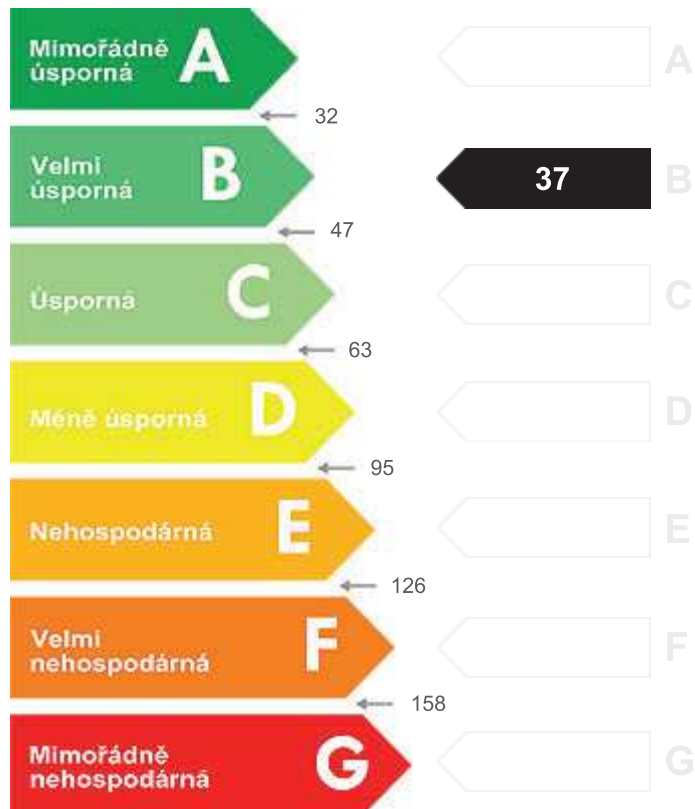 Mimořádně
úsporná
A
A
32
Velmi
úsporná
B
37
B
47
Úsporná
C
C
63
Méně úsporná
D
D
95
Nehospodárná
E
E
126
Velmi
nehospodárná
F
F
158
Mimořádně
nehospodárná
G
G